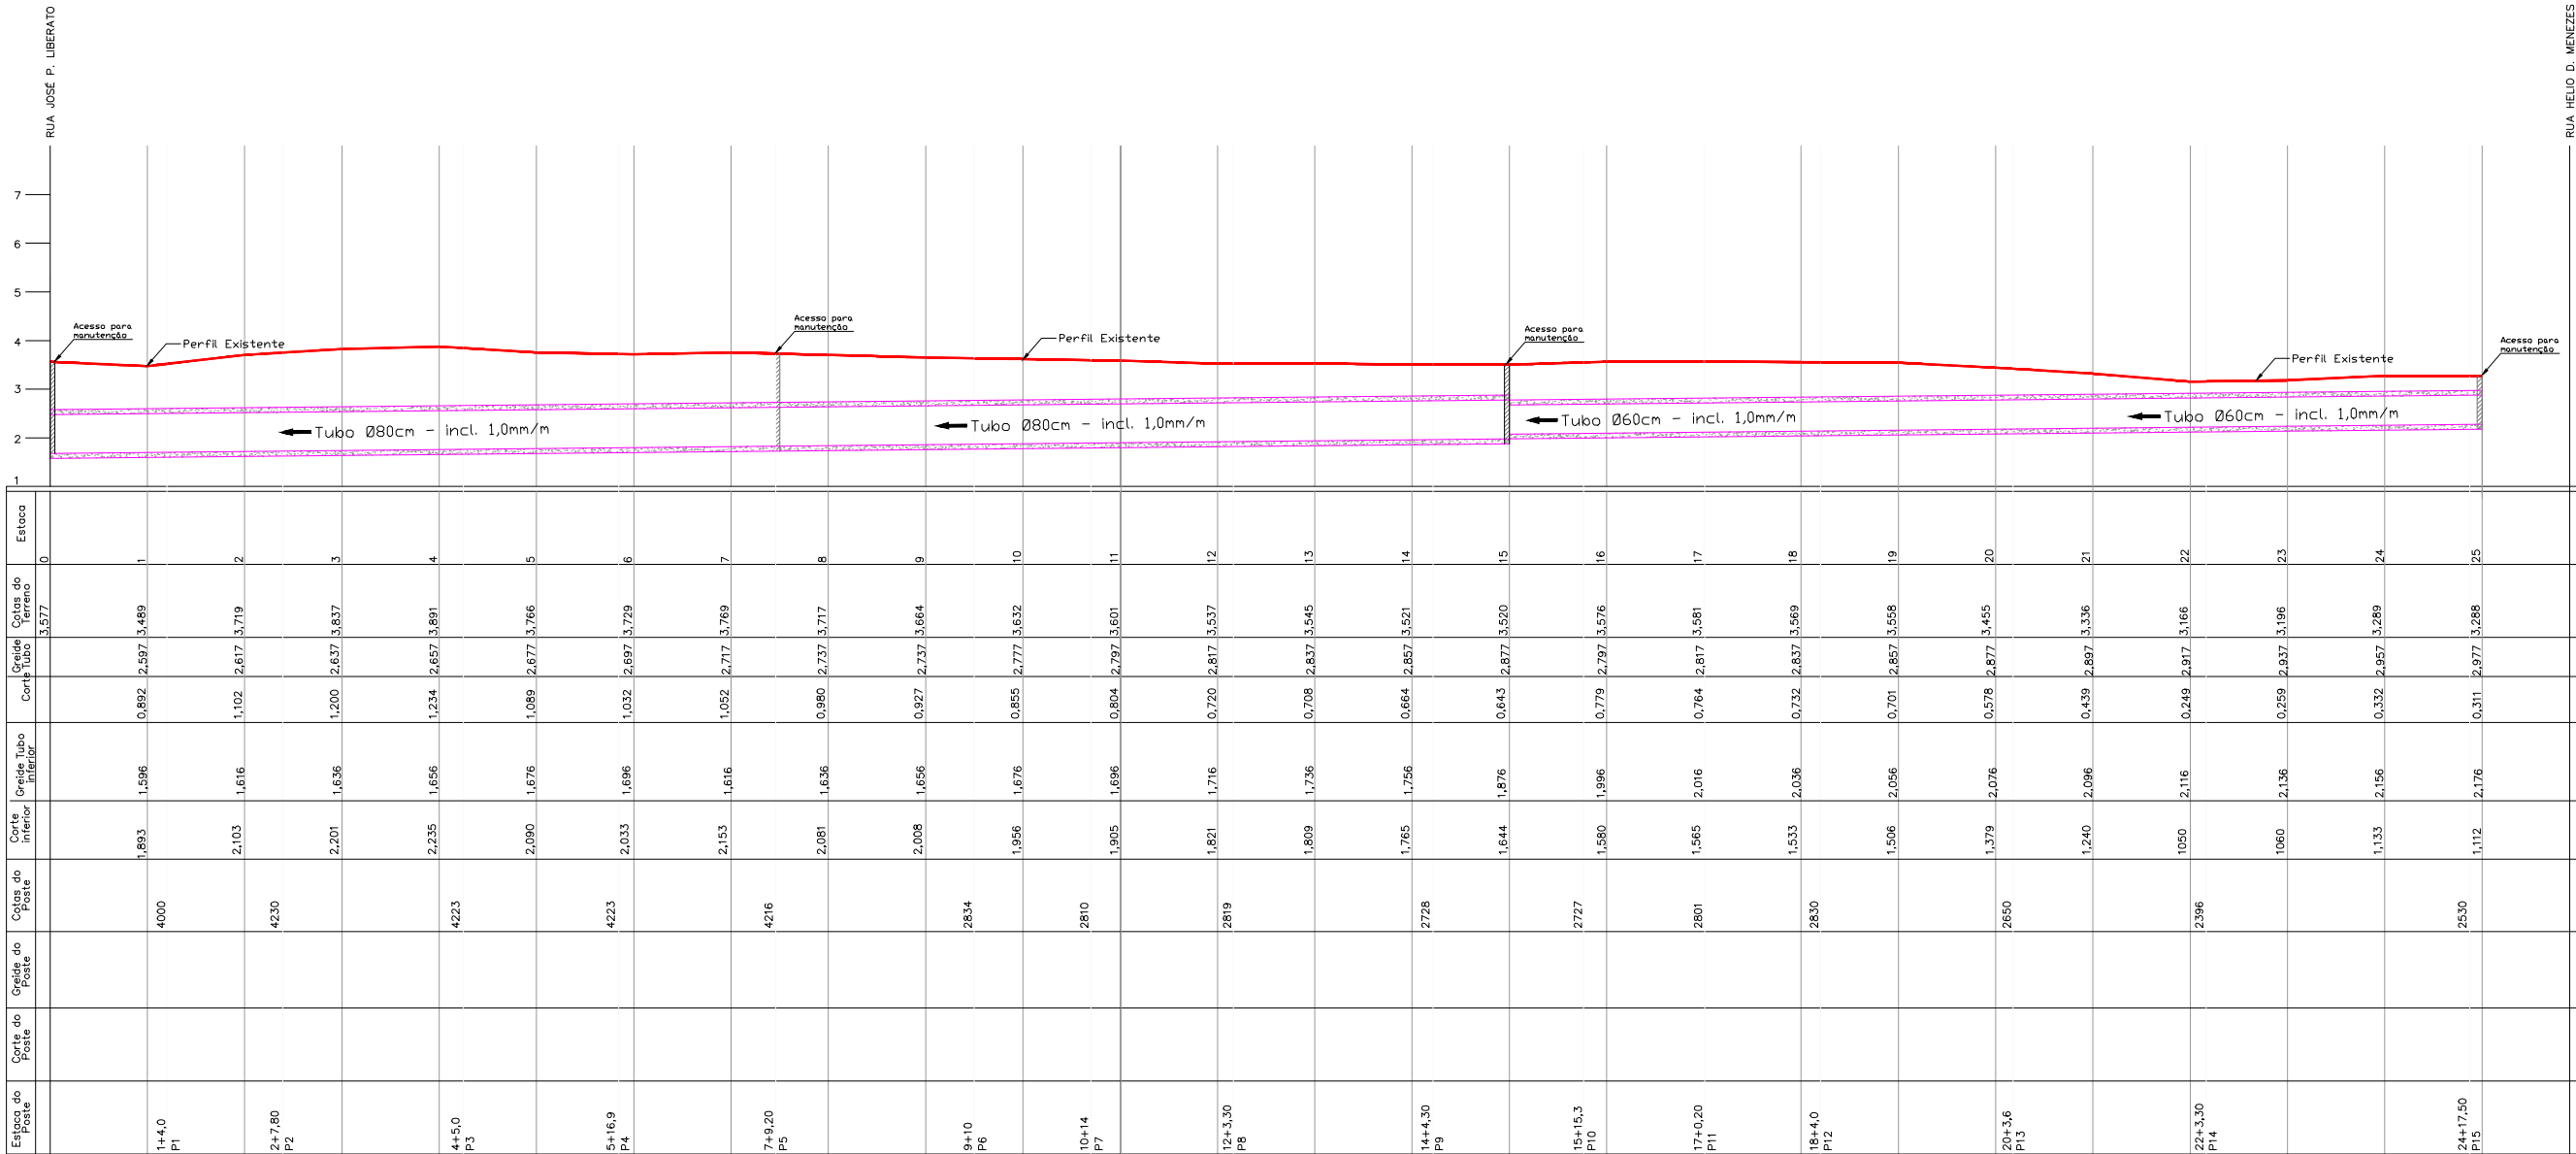 RUA JOSÉ P. LIBERATO
RUA HELIO D. MENEZES
7
6
5
4
3
2
1
Acesso para
manutenção
Perfil Existente
Acesso para
manutenção
Perfil Existente
Acesso para
manutenção
Perfil Existente
Acesso para
manutenção
Tubo Ø80cm - incl. 1,0mm/m
Tubo Ø80cm - incl. 1,0mm/m
Tubo Ø60cm - incl. 1,0mm/m
Tubo Ø60cm - incl. 1,0mm/m
Estaca
0 1 2 3 4 5 6 7 8 9 10 11 12 13 14 15 16 17 18 19 20 21 22 23 24 25
Cotas do
Terreno
3,577 3,489 3,719 3,837 3,891 3,766 3,729 3,769 3,717 3,664 3,632 3,601 3,537 3,545 3,521 3,520 3,576 3,581 3,569 3,558 3,455 3,336 3,166 3,196 3,289 3,288
Greide
Tubo
2,597 2,617 2,637 2,657 2,677 2,697 2,717 2,737 2,737 2,777 2,797 2,817 2,837 2,857 2,877 2,797 2,817 2,837 2,857 2,877 2,897 2,917 2,937 2,957 2,977
Corte
0,892 1,102 1,200 1,234 1,089 1,032 1,052 0,980 0,927 0,855 0,804 0,720 0,708 0,664 0,643 0,779 0,764 0,732 0,701 0,578 0,439 0,249 0,259 0,332 0,311
Greide Tubo
inferior
1,596 1,616 1,636 1,656 1,676 1,696 1,616 1,636 1,656 1,676 1,696 1,716 1,736 1,756 1,876 1,996 2,016 2,036 2,056 2,076 2,096 2,116 2,136 2,156 2,176
Corte
inferior
1,893 2,103 2,201 2,235 2,090 2,033 2,153 2,081 2,008 1,956 1,905 1,821 1,809 1,765 1,644 1,580 1,565 1,533 1,506 1,379 1,240 1050 1060 1,133 1,112
Cotas do
Poste
4000 4230 4223 4223 4216 2834 2810 2819 2728 2727 2801 2830 2650 2396 2530
Greide do
Poste
Corte do
Poste
Estaca do
Poste
1+4,0
P1
2+7,80
P2
4+5,0
P3
5+16,9
P4
7+9,20
P5
9+10
P6
10+14
P7
12+3,30
P8
14+4,30
P9
15+15,3
P10
17+0,20
P11
18+4,0
P12
20+3,6
P13
22+3,30
P14
24+17,50
P15